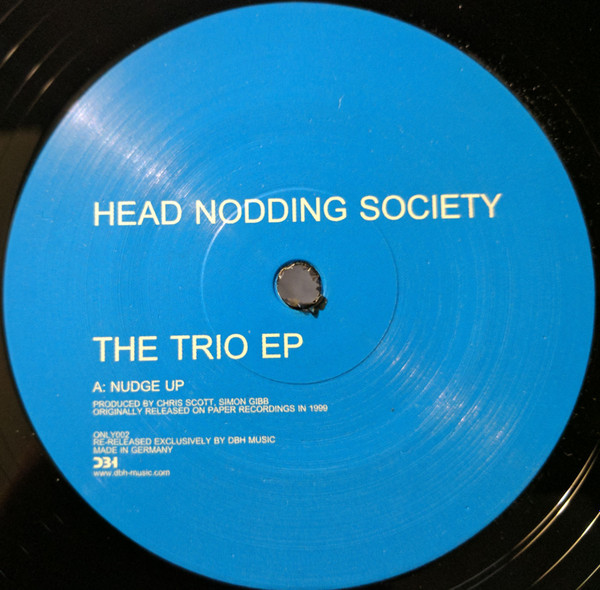 HEAD NODDING SOCIETY
THE TRIO EP
A: NUDGE UP
PRODUCED BY CHRIS SCOTT, SIMON GIBB
ORIGINALLY RELEASED ON PAPER RECORDINGS IN 1999
ONLY002
RE-RELEASED EXCLUSIVELY BY DBH MUSIC
MADE IN GERMANY
DBH
www.dbh-music.com